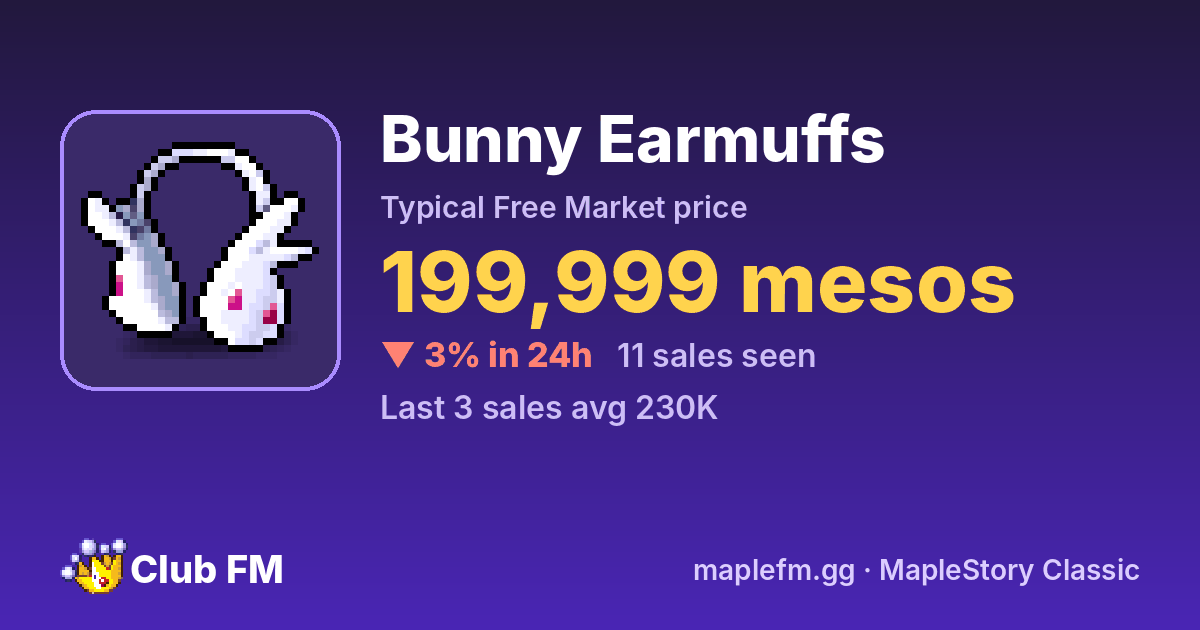 Bunny Earmuffs
Typical Free Market price
199,999 mesos
▼ 3% in 24h 11 sales seen
Last 3 sales avg 230K
Club FM
maplefm.gg · MapleStory Classic